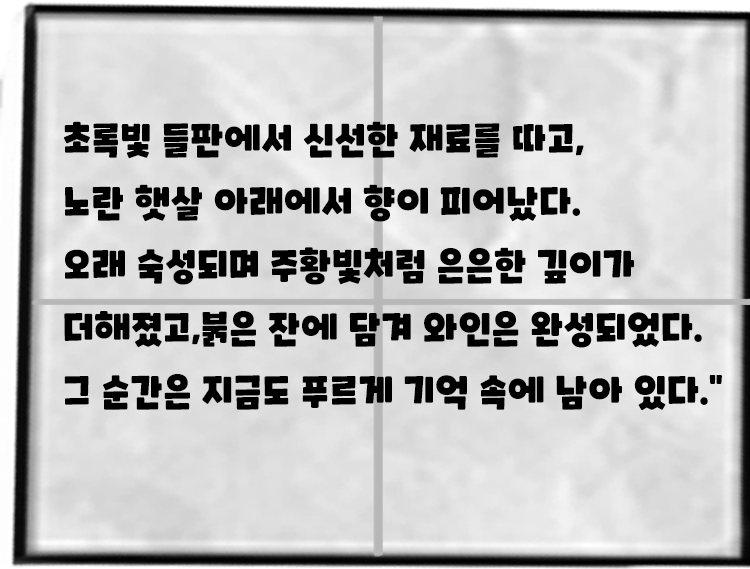 초록빛 들판에서 신선한 재료를 따고,
노란 햇살 아래에서 향이 피어났다.
오래 숙성되며 주황빛처럼 은은한 깊이가
더해졌고,붉은 잔에 담겨 와인은 완성되었다.
그 순간은 지금도 푸르게 기억 속에 남아 있다."